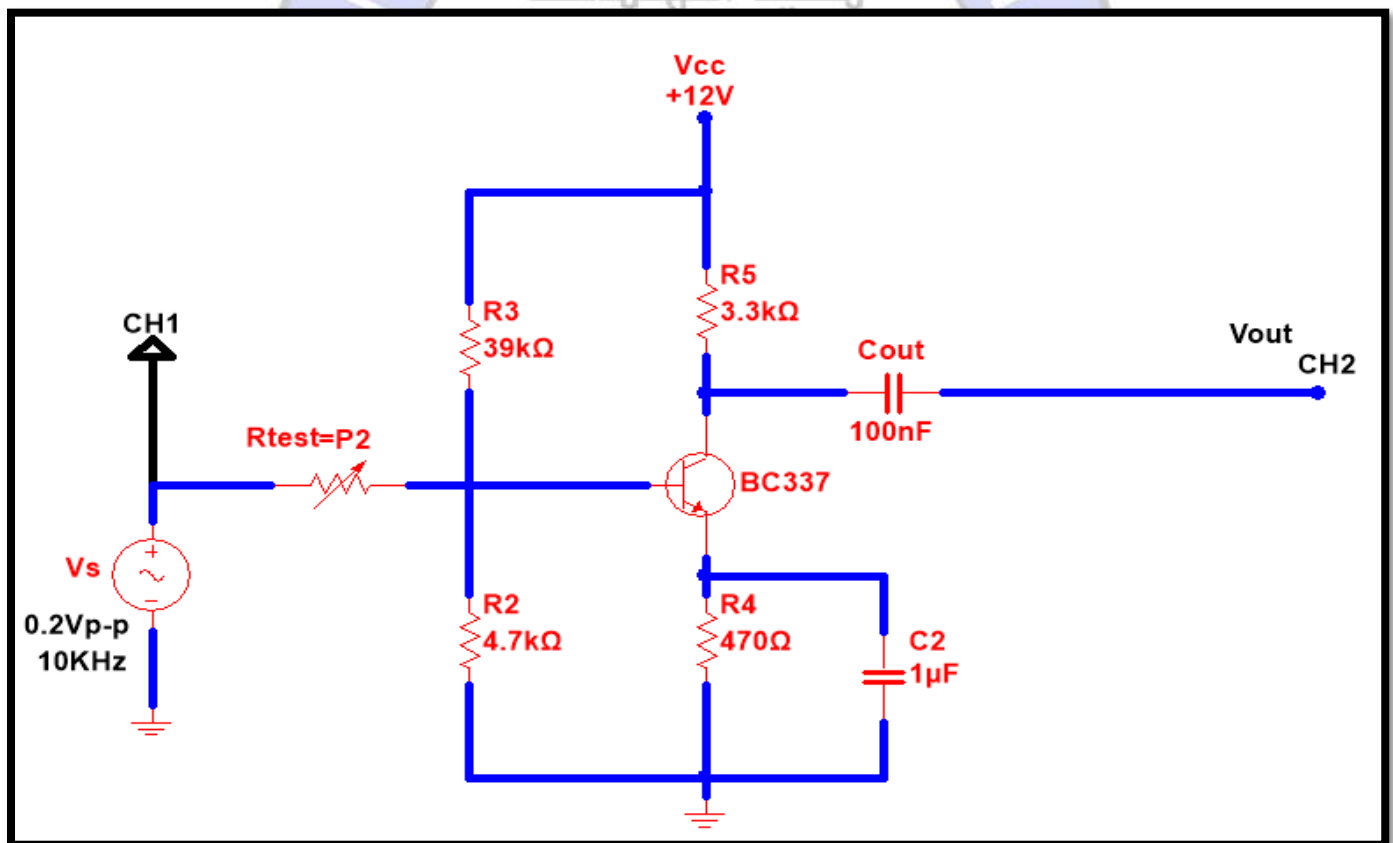 Vcc
+12V
R5
3.3kΩ
R3
39kΩ
CH1
Vout
CH2
Cout
100nF
Rtest=P2
BC337
Vs
0.2Vp-p
10KHz
R2
4.7kΩ
R4
470Ω
C2
1µF